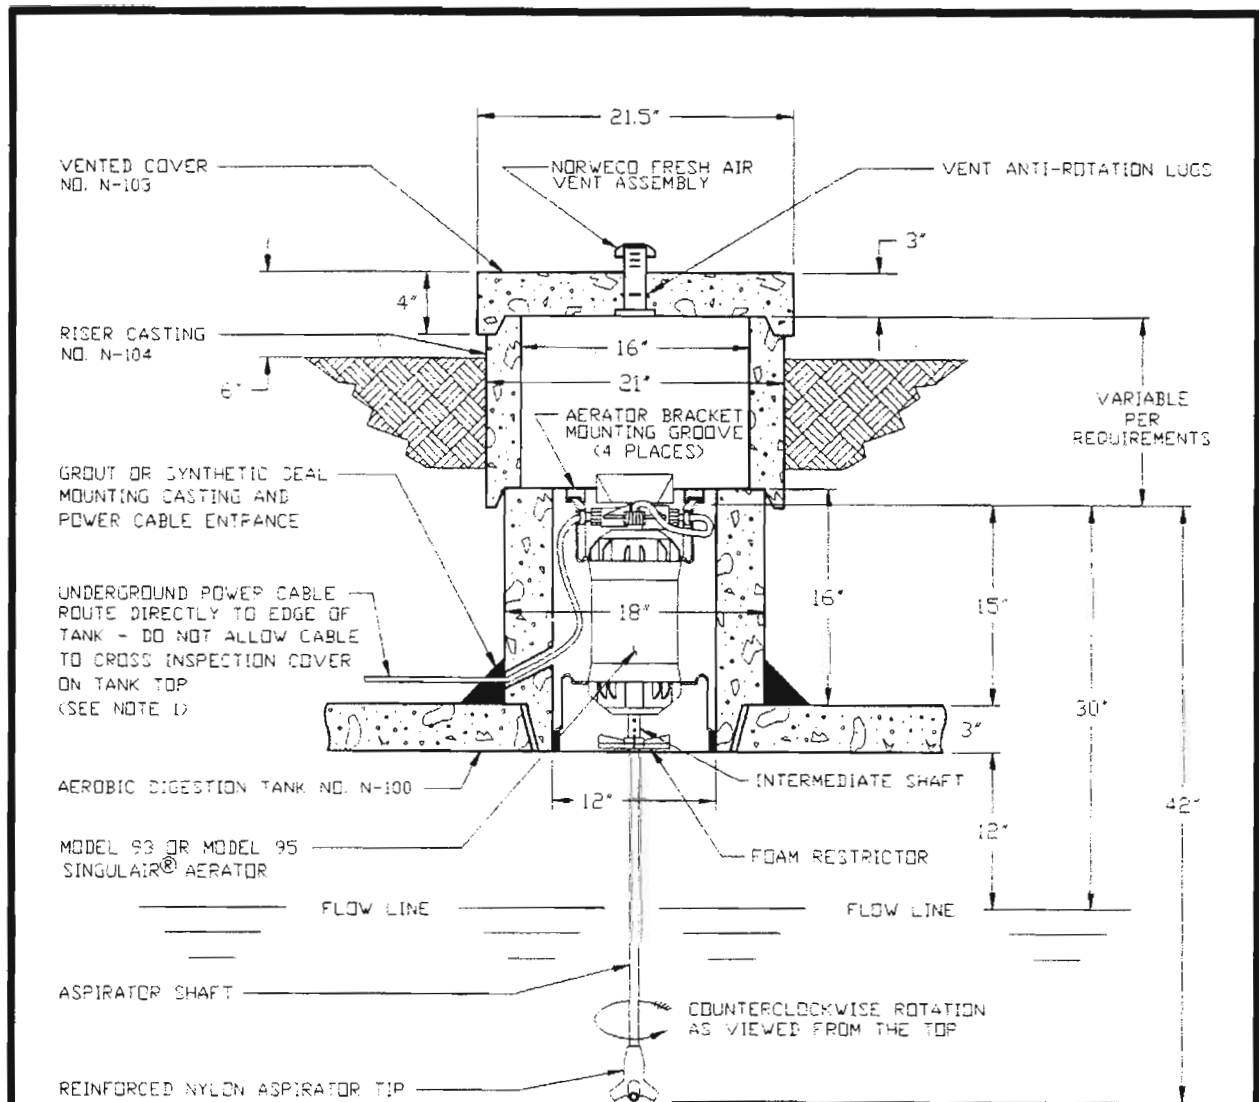 21.5"
VENTED COVER
NO. N-103
NORWECO FRESH AIR
VENT ASSEMBLY
VENT ANTI-ROTATION LUGS
3"
4"
RISER CASTING
NO. N-104
16"
6"
21"
VARIABLE
PER
REQUIREMENTS
AERATOR BRACKET
MOUNTING GROOVE
(4 PLACES)
GROUT OR SYNTHETIC SEAL
MOUNTING CASTING AND
POWER CABLE ENTRANCE
UNDERGROUND POWER CABLE
ROUTE DIRECTLY TO EDGE OF
TANK - DO NOT ALLOW CABLE
TO CROSS INSPECTION COVER
ON TANK TOP
(SEE NOTE 1)
18"
16"
15"
30"
3"
AEROBIC DIGESTION TANK NO. N-100
INTERMEDIATE SHAFT
12"
42"
12"
MODEL 93 OR MODEL 95
SINGULAIR® AERATOR
FOAM RESTRICTOR
FLOW LINE
FLOW LINE
ASPIRATOR SHAFT
COUNTERCLOCKWISE ROTATION
AS VIEWED FROM THE TOP
REINFORCED NYLON ASPIRATOR TIP